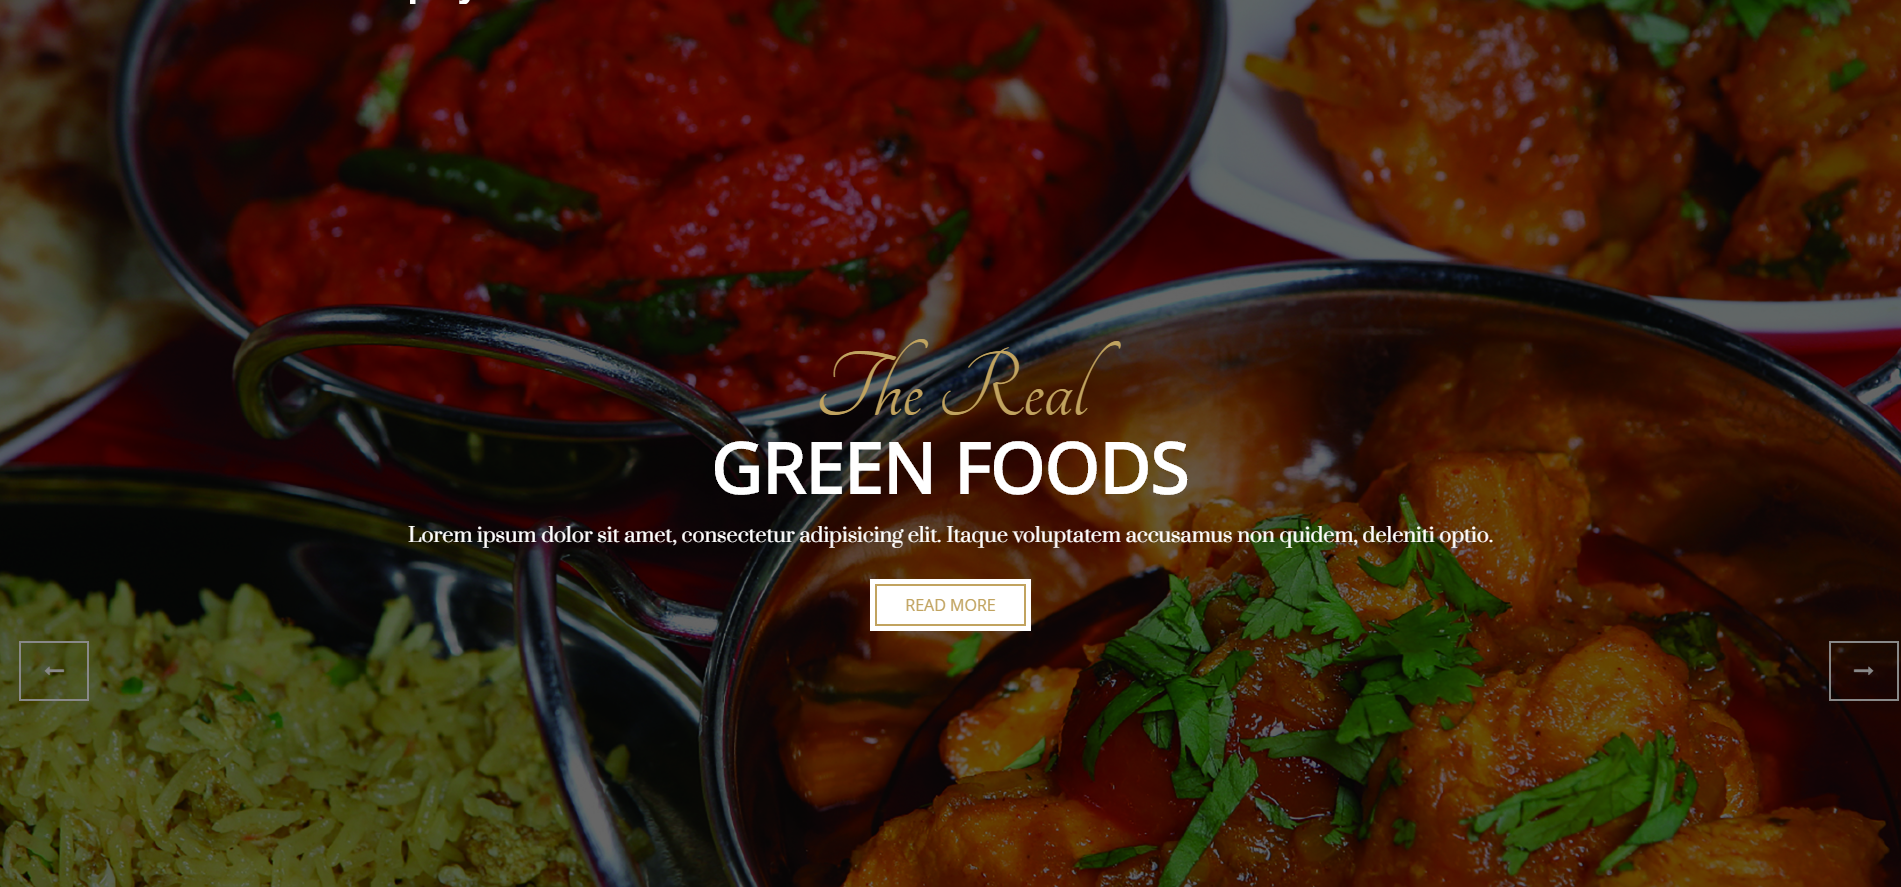 The Real
GREEN FOODS
Lorem ipsum dolor sit amet, consectetur adipisicing elit. Itaque voluptatem accusamus non quidem, deleniti optio.
READ MORE